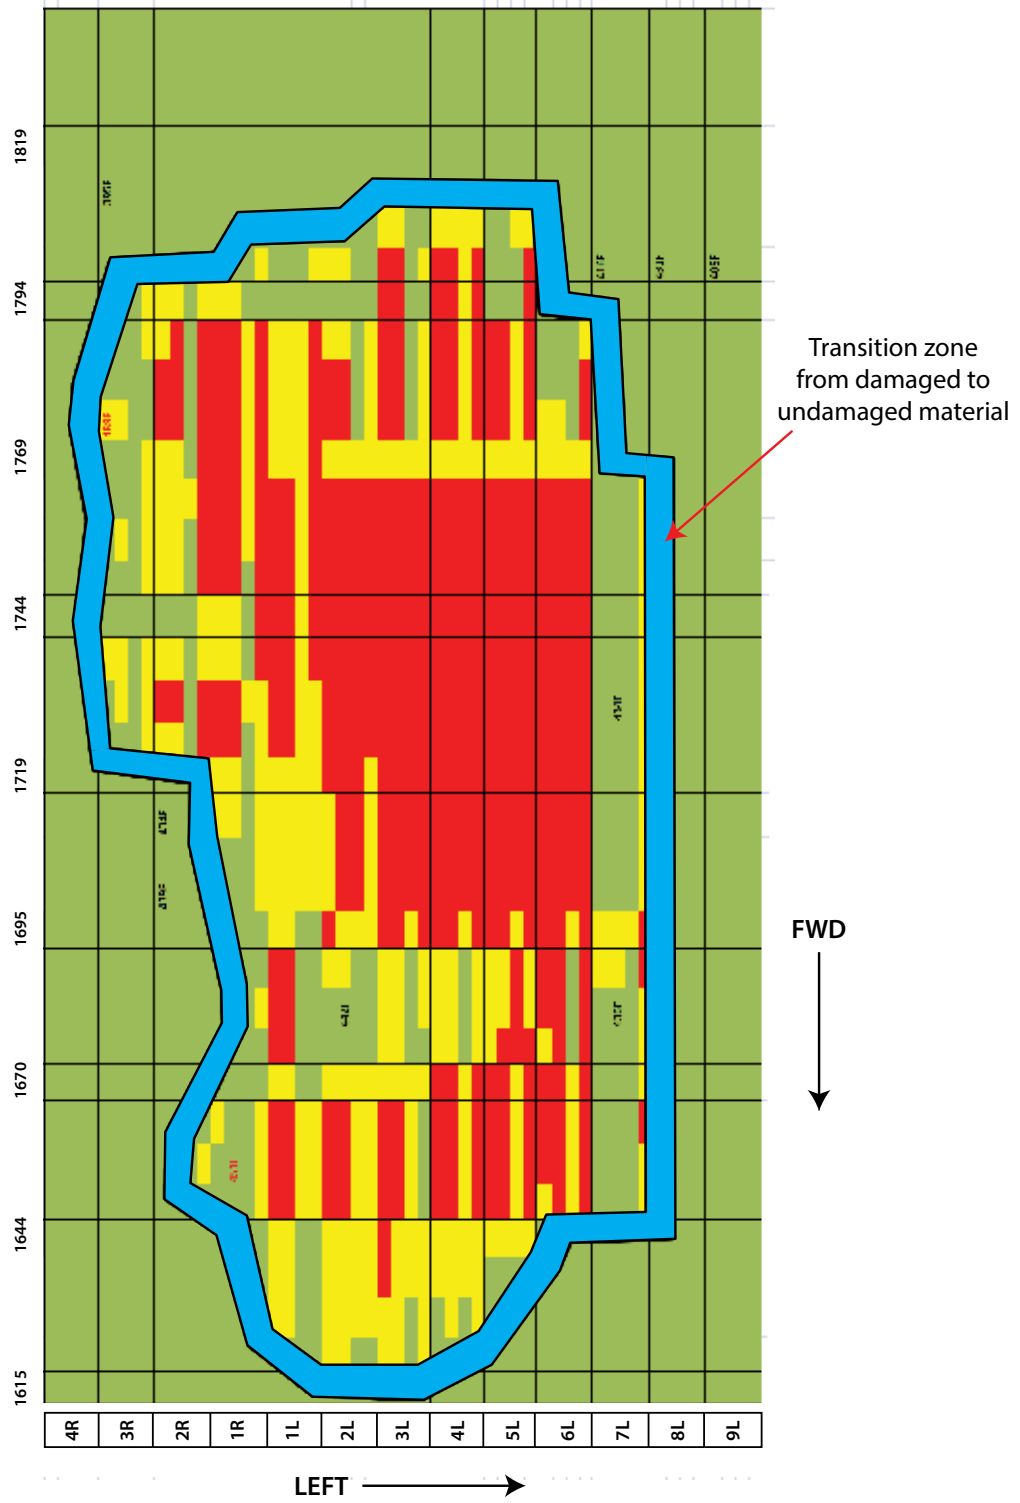 1819
1794
Transition zone
from damaged to
undamaged material
1769
1744
1719
1695
FWD
1670
1644
1615
4R 3R 2R 1R 1L 2L 3L 4L 5L 6L 7L 8L 9L
LEFT